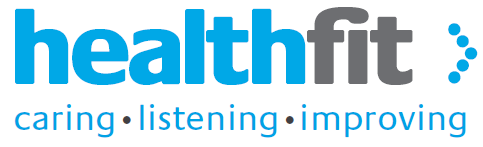 healthfit
caring • listening • improving